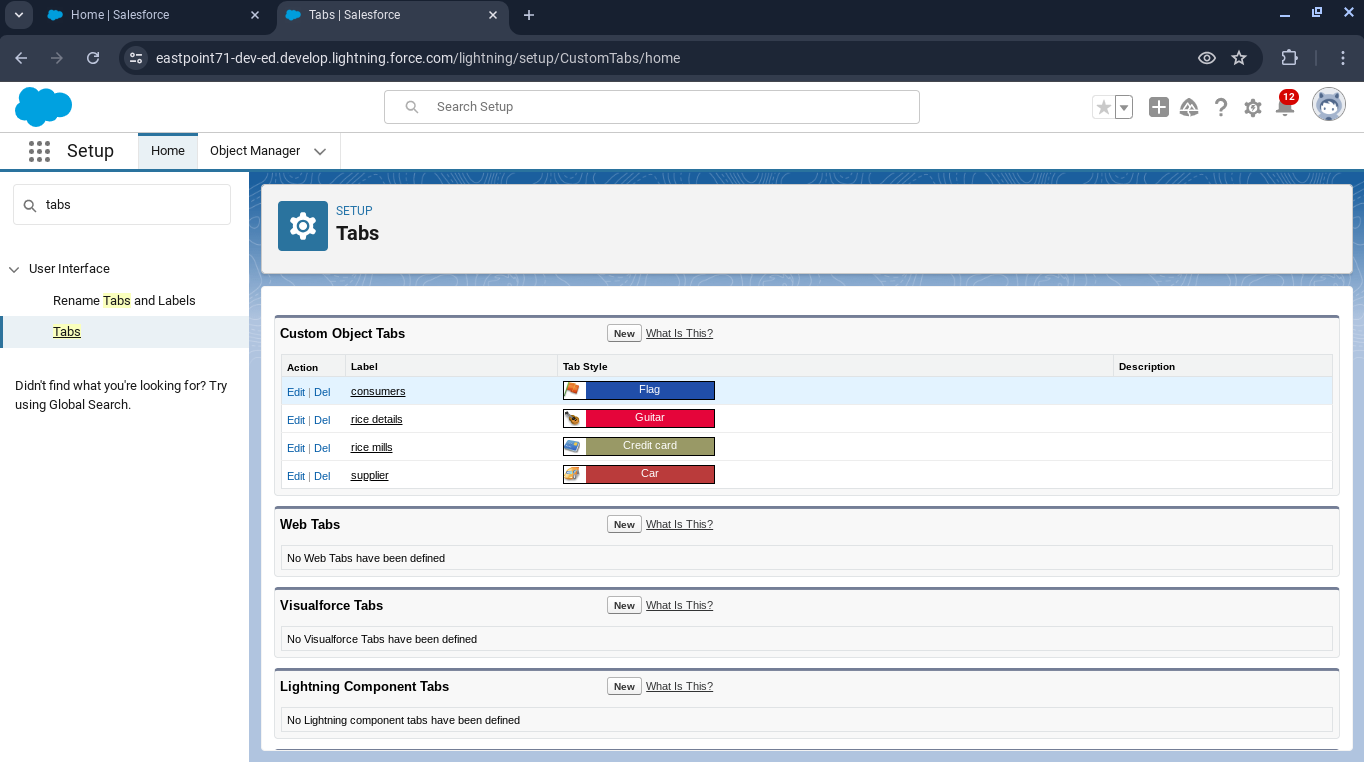 Home | Salesforce
Tabs | Salesforce
eastpoint71-dev-ed.develop.lightning.force.com/lightning/setup/CustomTabs/home
Search Setup
12
Setup
Home
Object Manager
tabs
User Interface
Rename Tabs and Labels
Tabs
Didn't find what you're looking for? Try
using Global Search.
SETUP
Tabs
Custom Object Tabs New What Is This?
Action Label Tab Style Description
Edit | Del consumers Flag
Edit | Del rice details Guitar
Edit | Del rice mills Credit card
Edit | Del supplier Car
Web Tabs New What Is This?
No Web Tabs have been defined
Visualforce Tabs New What Is This?
No Visualforce Tabs have been defined
Lightning Component Tabs New What Is This?
No Lightning component tabs have been defined